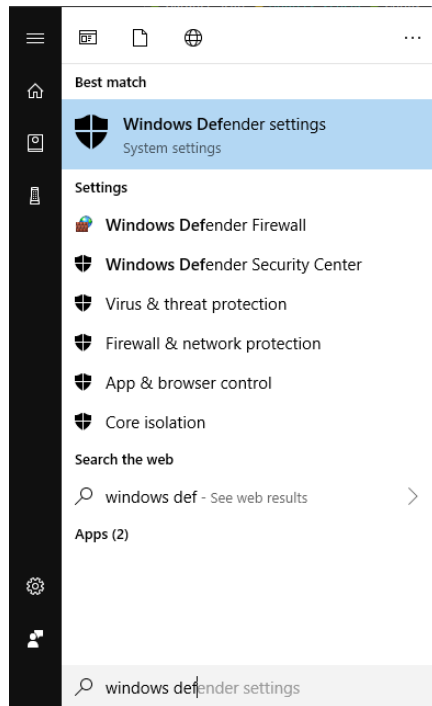 ...
Best match
Windows Defender settings
System settings
Settings
Windows Defender Firewall
Windows Defender Security Center
Virus & threat protection
Firewall & network protection
App & browser control
Core isolation
Search the web
windows def - See web results
Apps (2)
windows defender settings